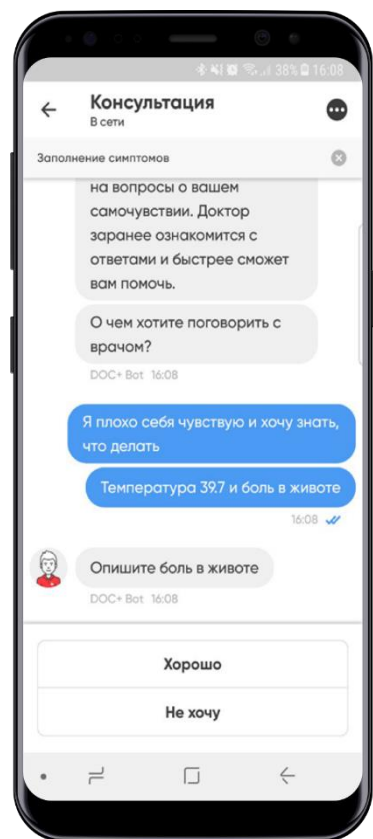 38% 16:08
Консультация
В сети
Заполнение симптомов
на вопросы о вашем
самочувствии. Доктор
заранее ознакомится с
ответами и быстрее сможет
вам помочь.
О чем хотите поговорить с
врачом?
DOC+ Bot 16:08
Я плохо себя чувствую и хочу знать,
что делать
Температура 39.7 и боль в животе
16:08
Опишите боль в животе
DOC+ Bot 16:08
Хорошо
Не хочу